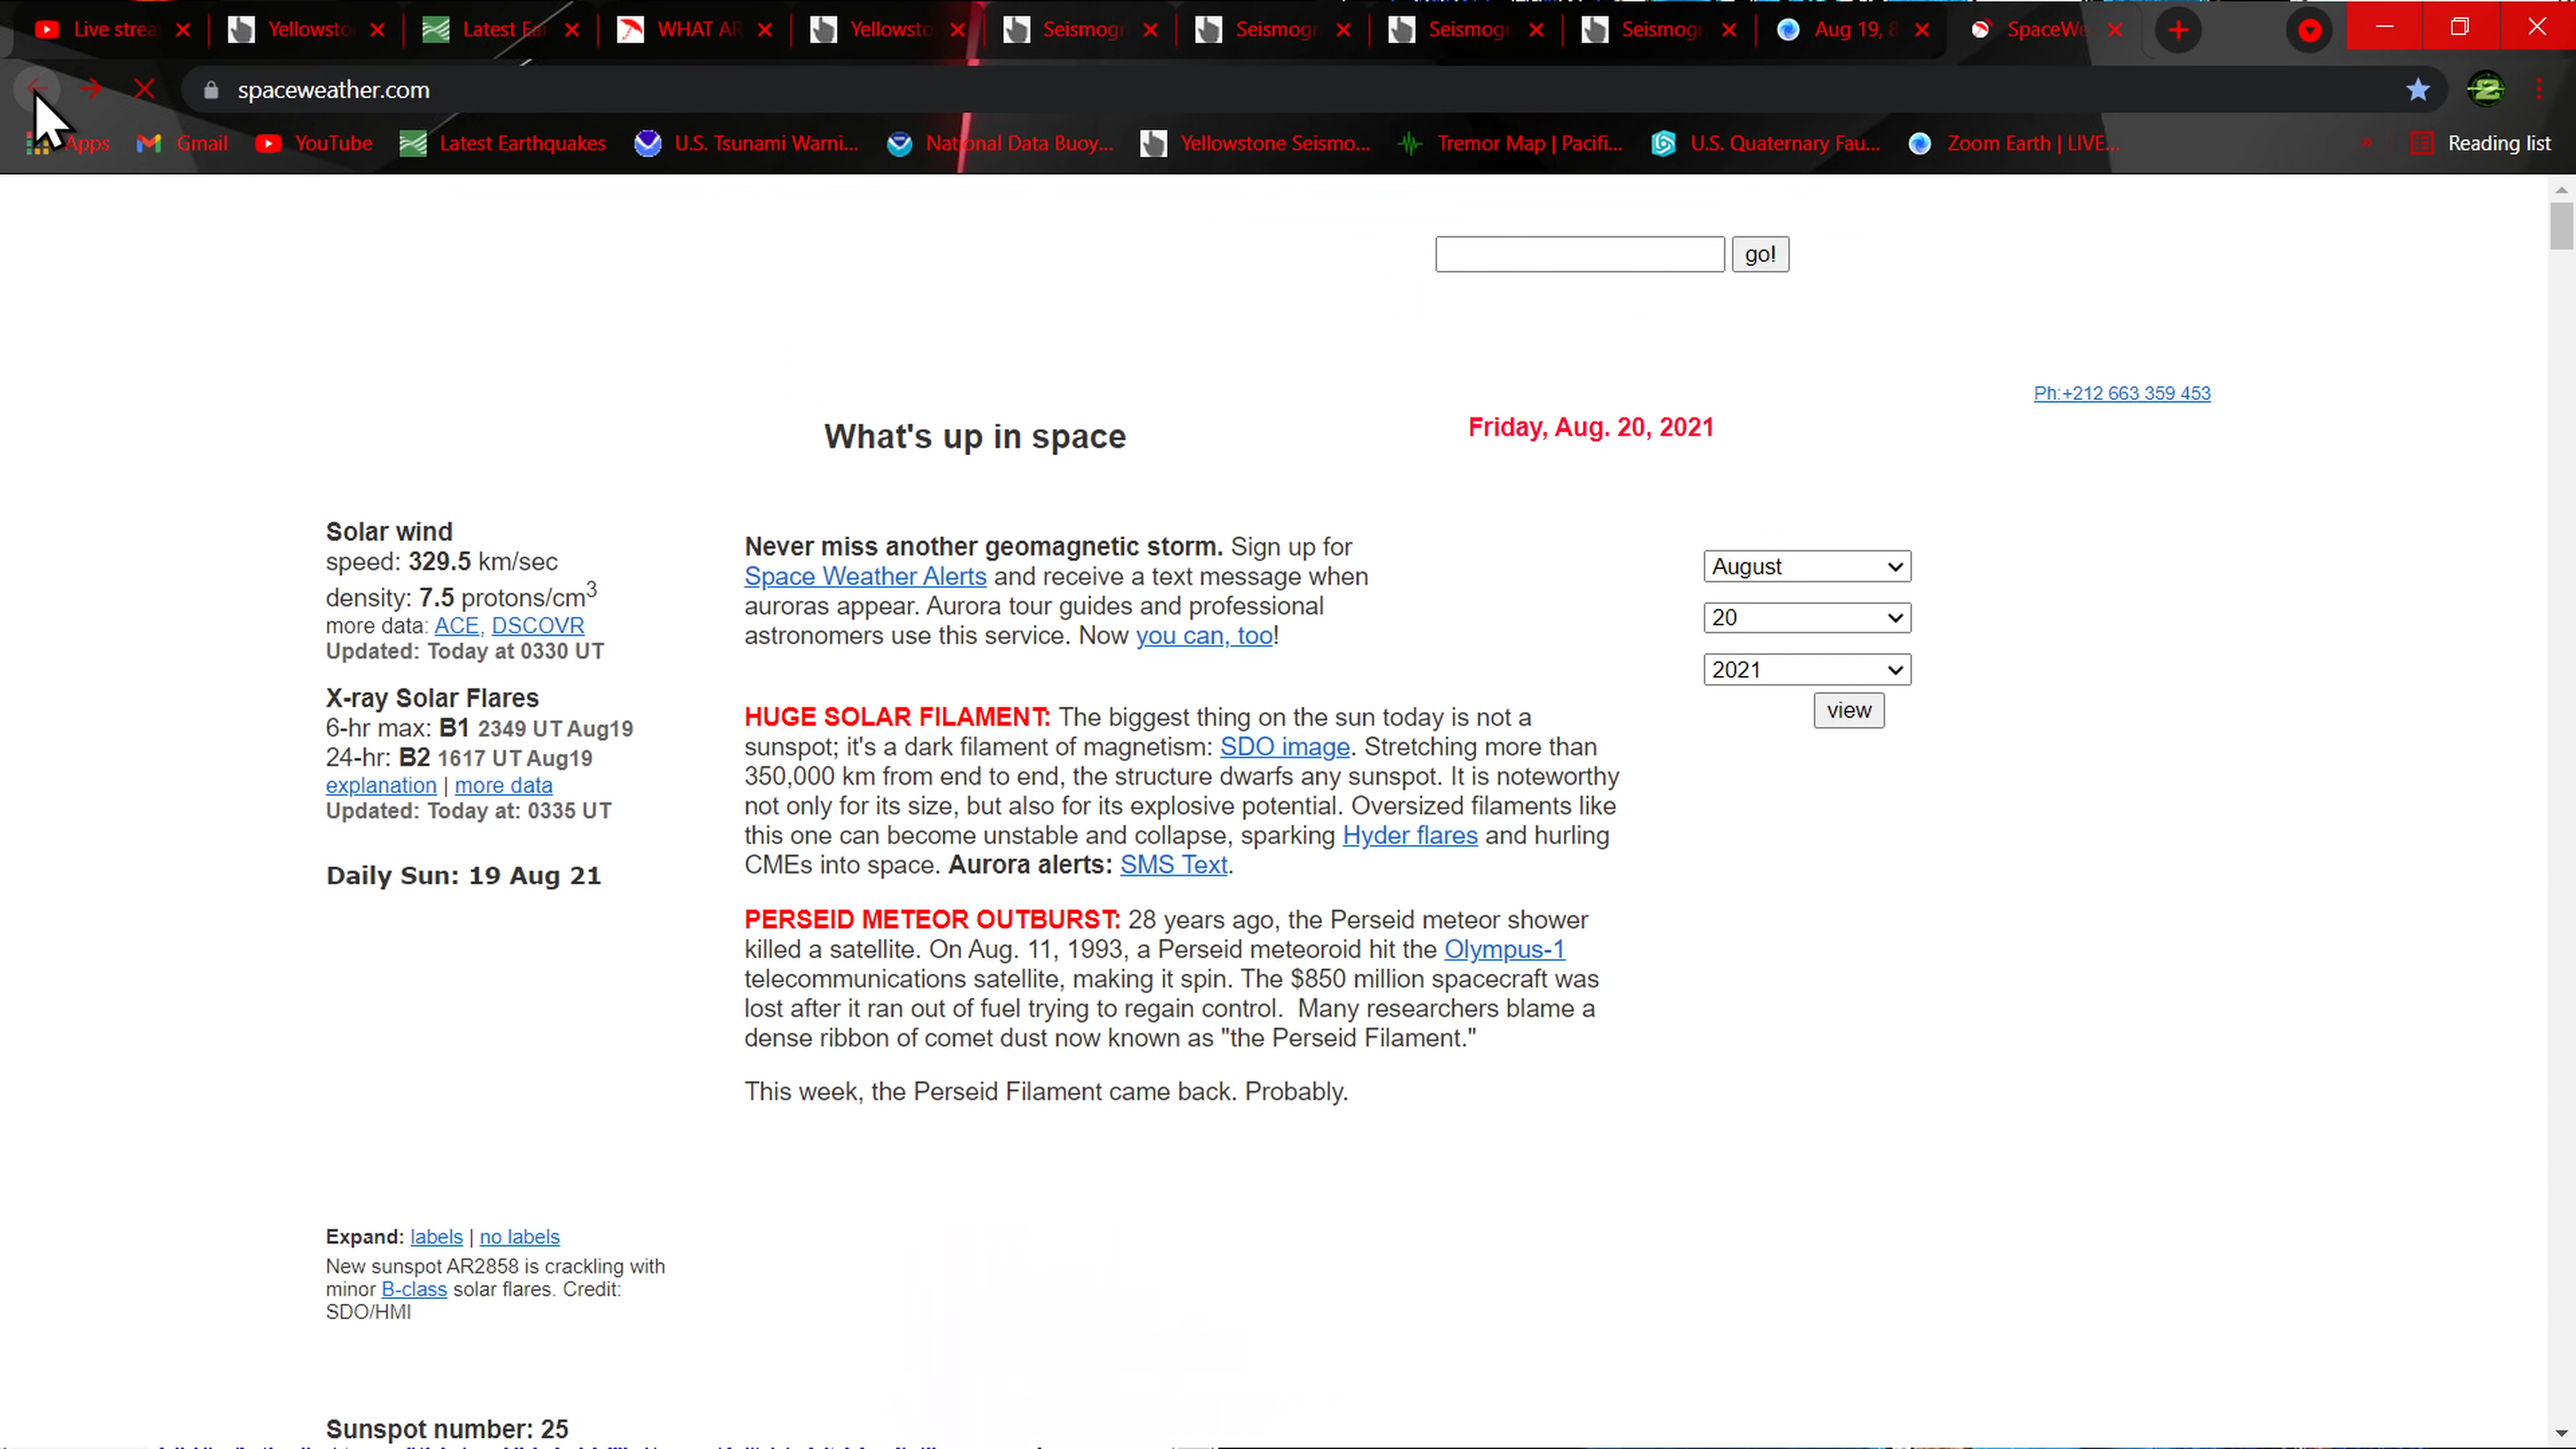 Live strea
Yellowsto
Latest Ear
WHAT AR
Yellowsto
Seismogr
Seismogr
Seismogr
Seismogr
Aug 19, 8
SpaceWe
spaceweather.com
Apps
Gmail
YouTube
Latest Earthquakes
U.S. Tsunami Warni...
National Data Buoy...
Yellowstone Seismo...
Tremor Map | Pacifi...
U.S. Quaternary Fau...
Zoom Earth | LIVE...
Reading list
go!
Ph:+212 663 359 453
What's up in space
Friday, Aug. 20, 2021
Solar wind
speed: 329.5 km/sec
density: 7.5 protons/cm3
more data: ACE, DSCOVR
Updated: Today at 0330 UT
X-ray Solar Flares
6-hr max: B1 2349 UT Aug19
24-hr: B2 1617 UT Aug19
explanation | more data
Updated: Today at: 0335 UT
Daily Sun: 19 Aug 21
Never miss another geomagnetic storm. Sign up for
Space Weather Alerts and receive a text message when
auroras appear. Aurora tour guides and professional
astronomers use this service. Now you can, too!
August
20
2021
view
HUGE SOLAR FILAMENT: The biggest thing on the sun today is not a
sunspot; it's a dark filament of magnetism: SDO image. Stretching more than
350,000 km from end to end, the structure dwarfs any sunspot. It is noteworthy
not only for its size, but also for its explosive potential. Oversized filaments like
this one can become unstable and collapse, sparking Hyder flares and hurling
CMEs into space. Aurora alerts: SMS Text.
PERSEID METEOR OUTBURST: 28 years ago, the Perseid meteor shower
killed a satellite. On Aug. 11, 1993, a Perseid meteoroid hit the Olympus-1
telecommunications satellite, making it spin. The $850 million spacecraft was
lost after it ran out of fuel trying to regain control.  Many researchers blame a
dense ribbon of comet dust now known as "the Perseid Filament."
This week, the Perseid Filament came back. Probably.
Expand: labels | no labels
New sunspot AR2858 is crackling with
minor B-class solar flares. Credit:
SDO/HMI
Sunspot number: 25